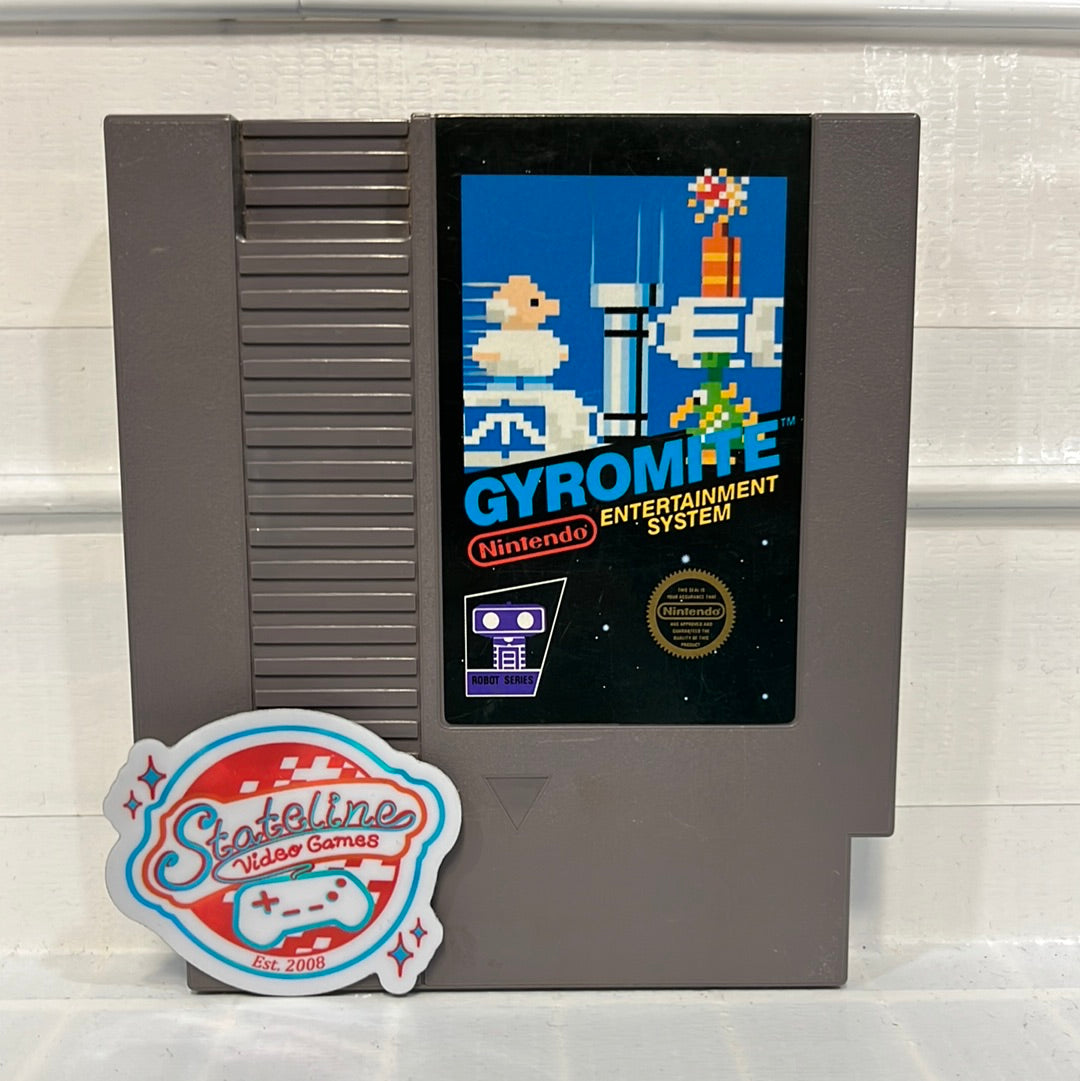 GYROMITE™
ENTERTAINMENT
SYSTEM
Nintendo®
ROBOT SERIES
THIS SEAL IS
YOUR ASSURANCE THAT
Nintendo
HAS APPROVED AND
GUARANTEED THE
QUALITY OF THIS
PRODUCT
Stateline
Video Games
Est. 2008